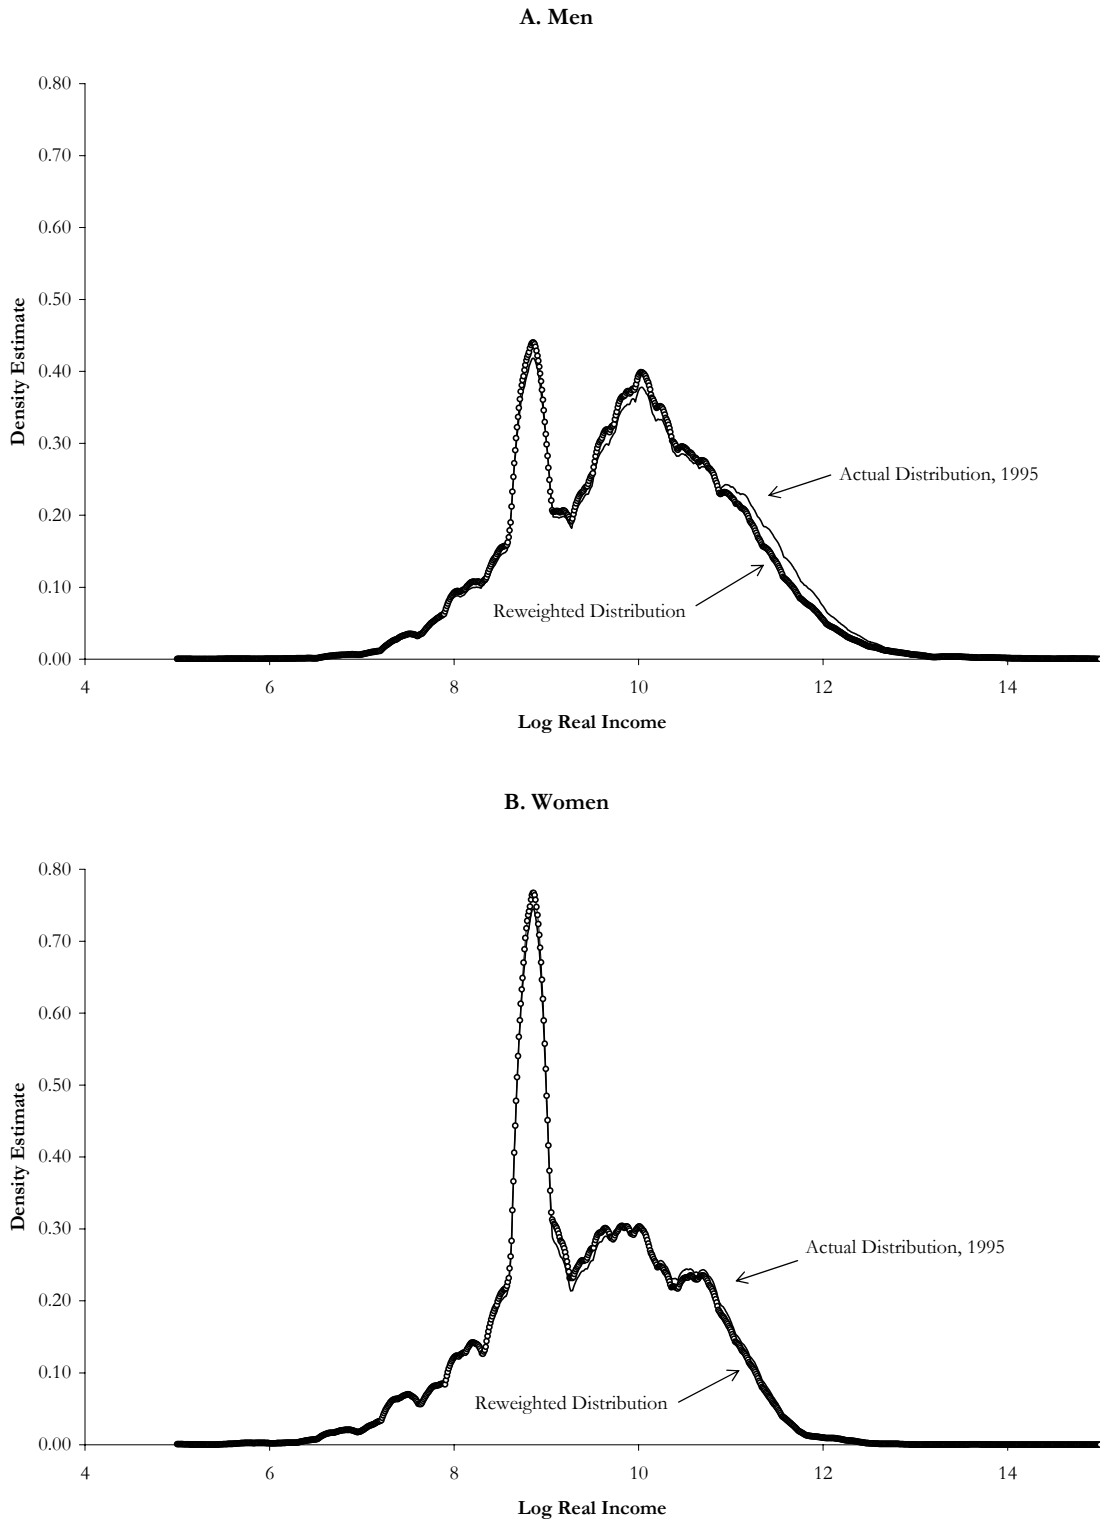 A. Men
0.80
0.70
0.60
0.50
0.40
0.30
0.20
0.10
0.00
Density Estimate
Actual Distribution, 1995
Reweighted Distribution
4 6 8 10 12 14
Log Real Income
B. Women
0.80
0.70
0.60
0.50
0.40
0.30
0.20
0.10
0.00
Density Estimate
Actual Distribution, 1995
Reweighted Distribution
4 6 8 10 12 14
Log Real Income